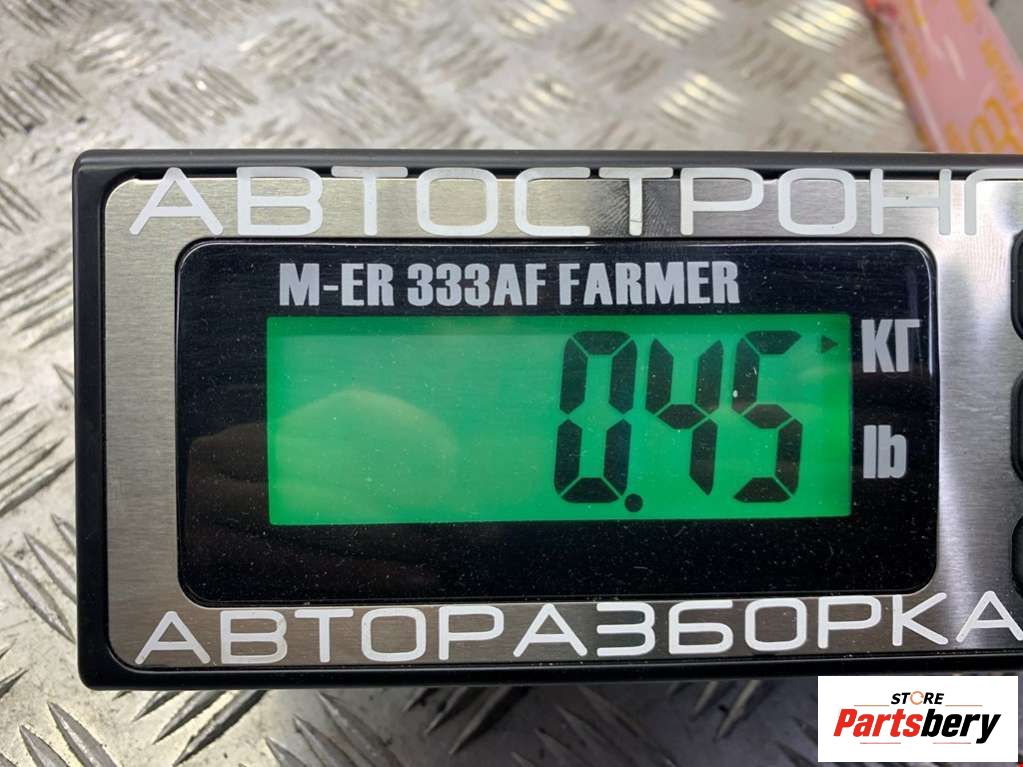 АВТОСТРОНГ
M-ER 333AF FARMER
0.45
КГ
lb
АВТОРАЗБОРКА
STORE
Partsbery